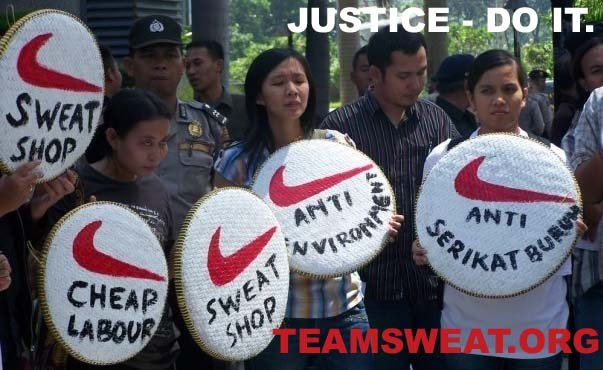 JUSTICE - DO IT.
SWEAT
SHOP
CHEAP
LABOUR
SWEAT
SHOP
ANTI
ENVIRONMENT
ANTI
SERIKAT BURUH
TEAMSWEAT.ORG